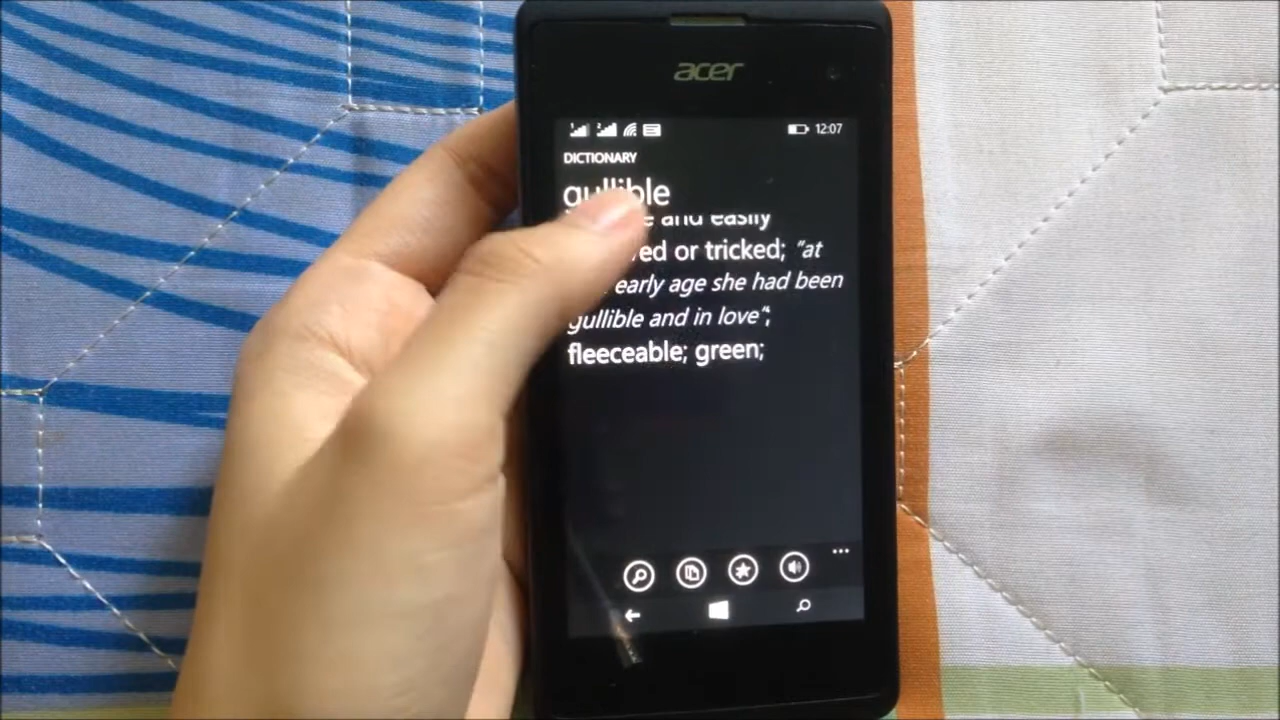 acer
12:07
DICTIONARY
gullible
and easily
or tricked; "at
early age she had been
gullible and in love";
fleeceable; green;